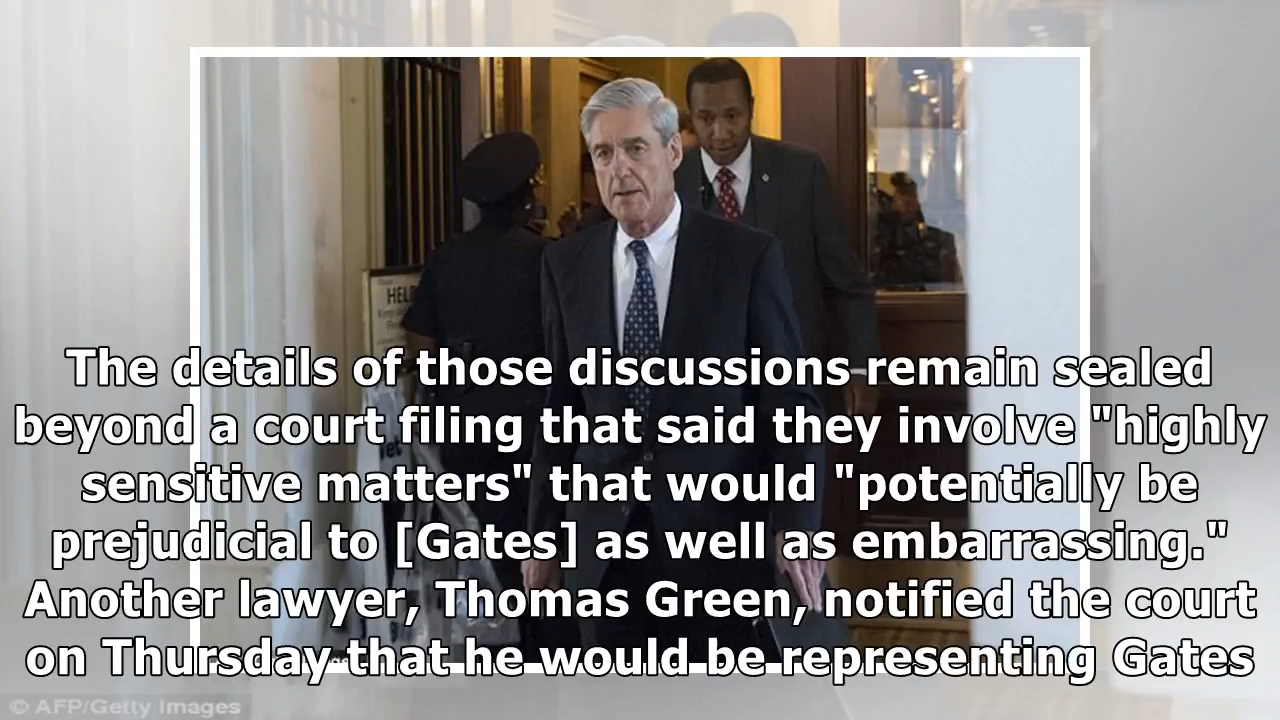 HELP
The details of those discussions remain sealed
beyond a court filing that said they involve "highly
sensitive matters" that would "potentially be
prejudicial to [Gates] as well as embarrassing."
Another lawyer, Thomas Green, notified the court
on Thursday that he would be representing Gates
© AFP/Getty Images